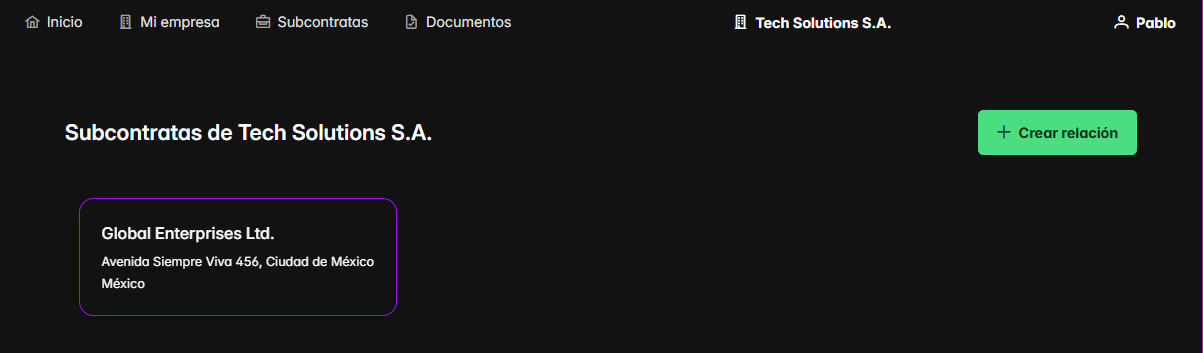 Inicio Mi empresa Subcontratas Documentos Tech Solutions S.A. Pablo
Subcontratas de Tech Solutions S.A. Crear relación
Global Enterprises Ltd.
Avenida Siempre Viva 456, Ciudad de México
México